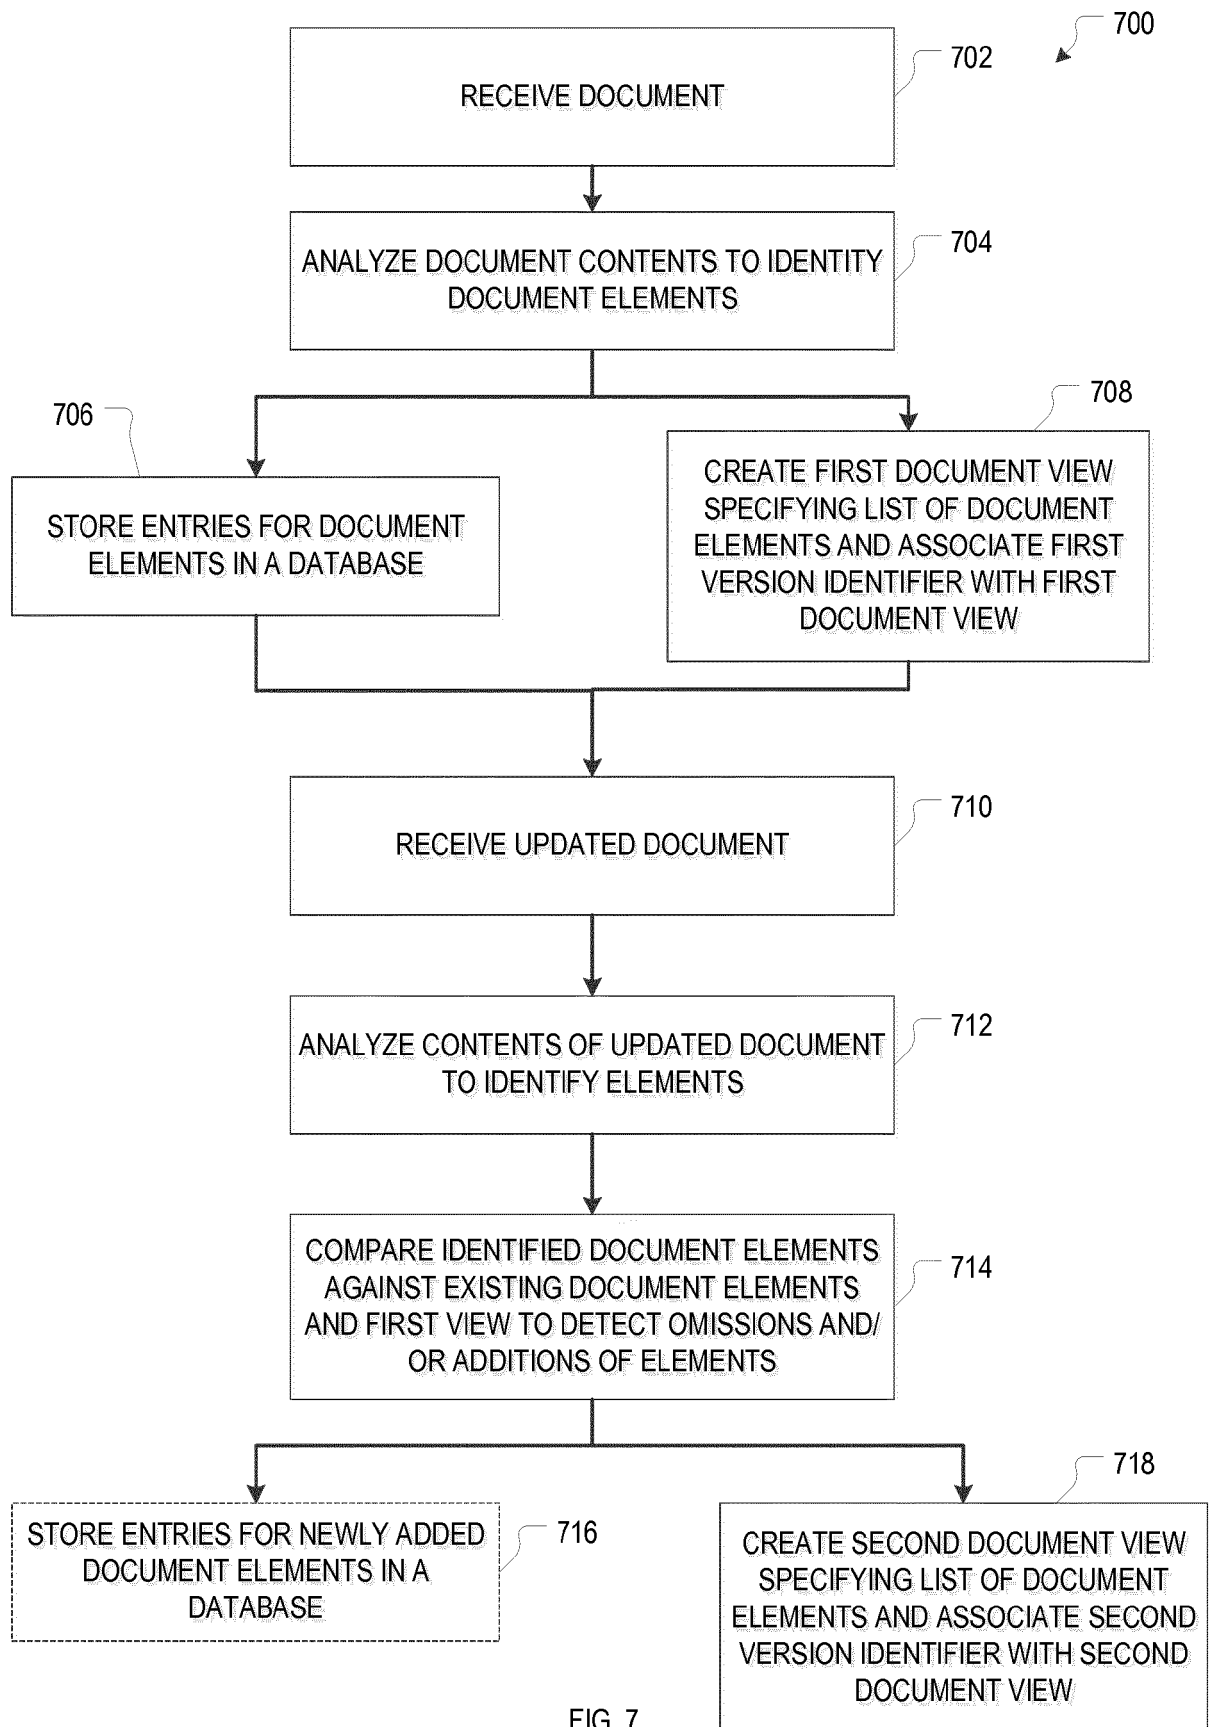 700
702
RECEIVE DOCUMENT
704
ANALYZE DOCUMENT CONTENTS TO IDENTITY
DOCUMENT ELEMENTS
706
708
STORE ENTRIES FOR DOCUMENT
ELEMENTS IN A DATABASE
CREATE FIRST DOCUMENT VIEW
SPECIFYING LIST OF DOCUMENT
ELEMENTS AND ASSOCIATE FIRST
VERSION IDENTIFIER WITH FIRST
DOCUMENT VIEW
710
RECEIVE UPDATED DOCUMENT
712
ANALYZE CONTENTS OF UPDATED DOCUMENT
TO IDENTIFY ELEMENTS
714
COMPARE IDENTIFIED DOCUMENT ELEMENTS
AGAINST EXISTING DOCUMENT ELEMENTS
AND FIRST VIEW TO DETECT OMISSIONS AND/
OR ADDITIONS OF ELEMENTS
716
STORE ENTRIES FOR NEWLY ADDED
DOCUMENT ELEMENTS IN A
DATABASE
718
CREATE SECOND DOCUMENT VIEW
SPECIFYING LIST OF DOCUMENT
ELEMENTS AND ASSOCIATE SECOND
VERSION IDENTIFIER WITH SECOND
DOCUMENT VIEW
FIG. 7